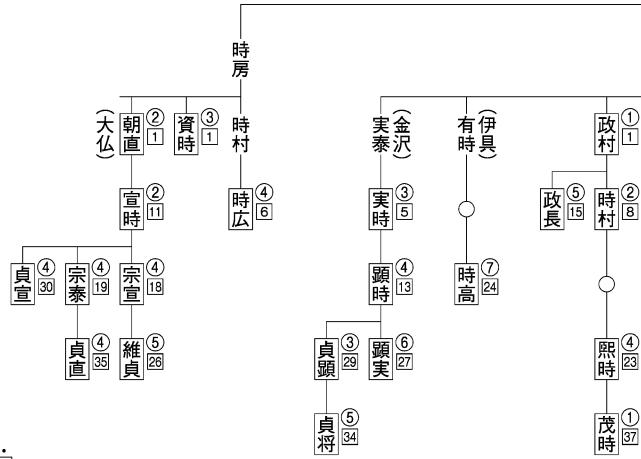 政村
①
1
政長
⑤
15
時村
②
8
熙時
④
23
茂時
①
37
(伊具)
有時
時高
⑦
24
(金沢)
実泰
実時
③
5
顕時
④
13
顕実
⑥
27
貞顕
③
29
貞将
⑤
34
時房
時村
時広
④
6
資時
③
1
朝直
②
1
(大仏)
宣時
②
11
宗宣
④
18
維貞
⑤
26
宗泰
④
19
貞直
④
35
貞宣
④
30